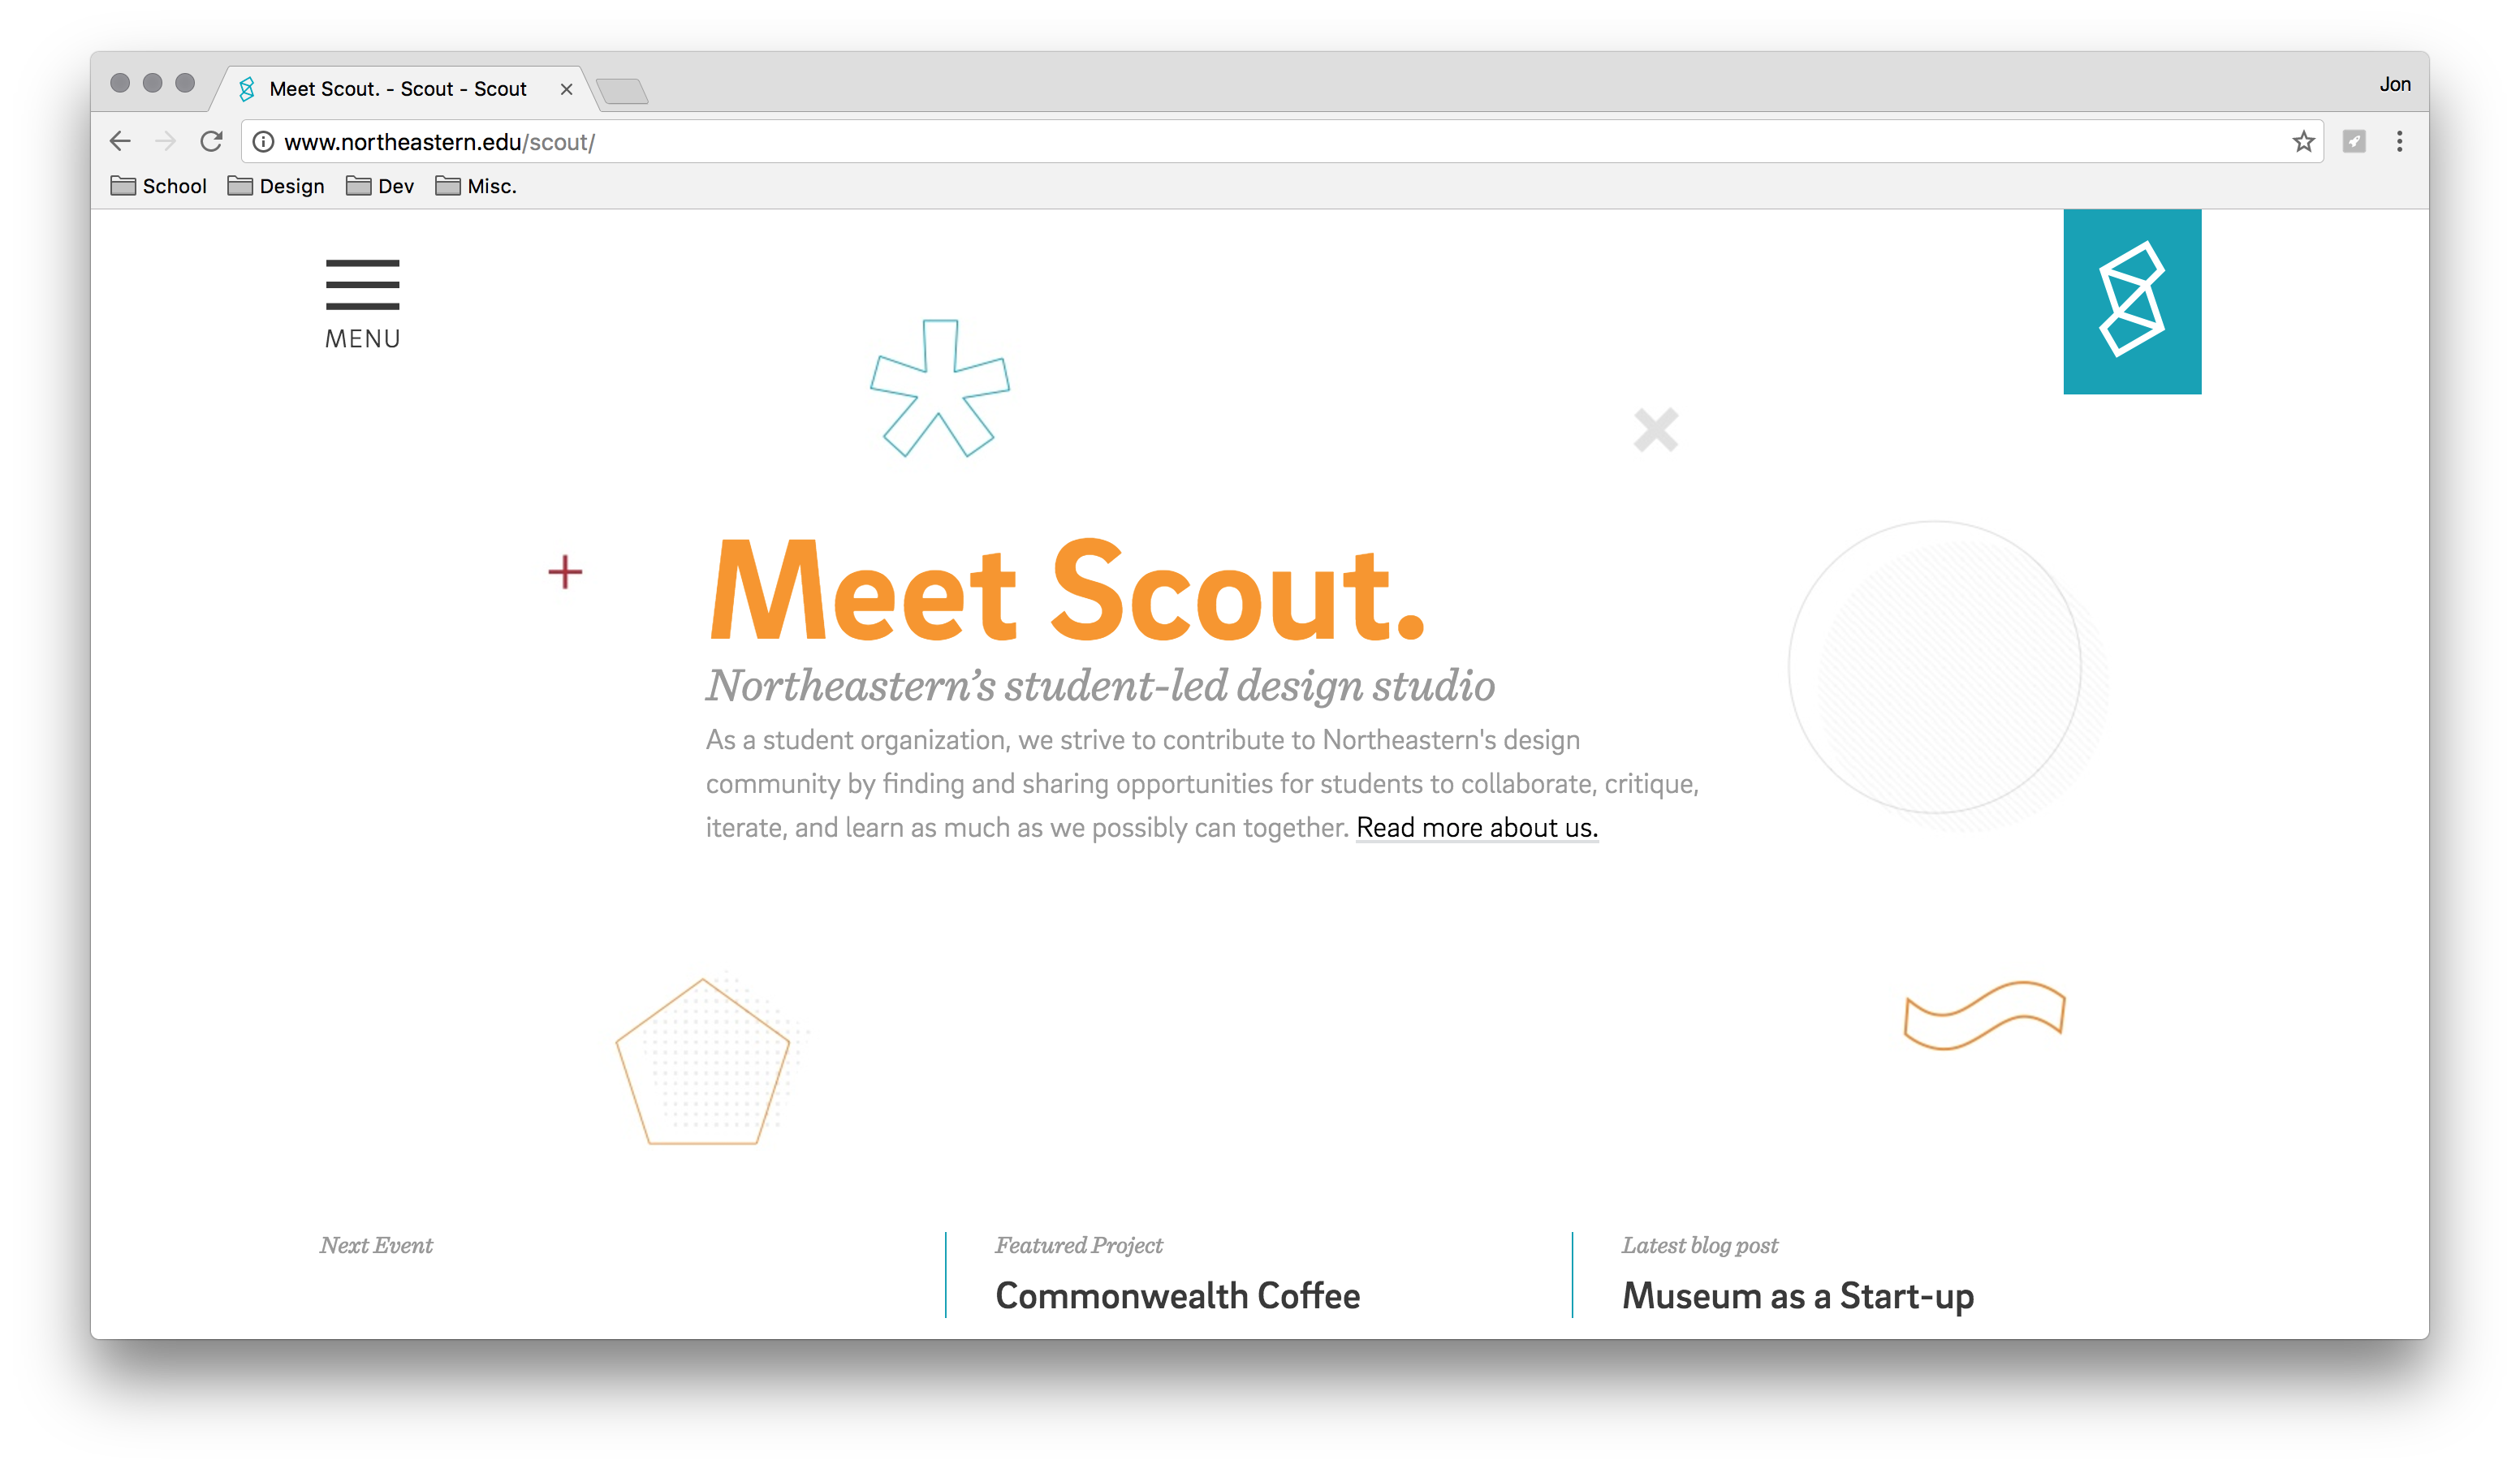 Meet Scout. - Scout - Scout
Jon
www.northeastern.edu/scout/
School Design Dev Misc.
MENU
Meet Scout.
Northeastern’s student-led design studio
As a student organization, we strive to contribute to Northeastern's design
community by finding and sharing opportunities for students to collaborate, critique,
iterate, and learn as much as we possibly can together. Read more about us.
Next Event
Featured Project
Commonwealth Coffee
Latest blog post
Museum as a Start-up